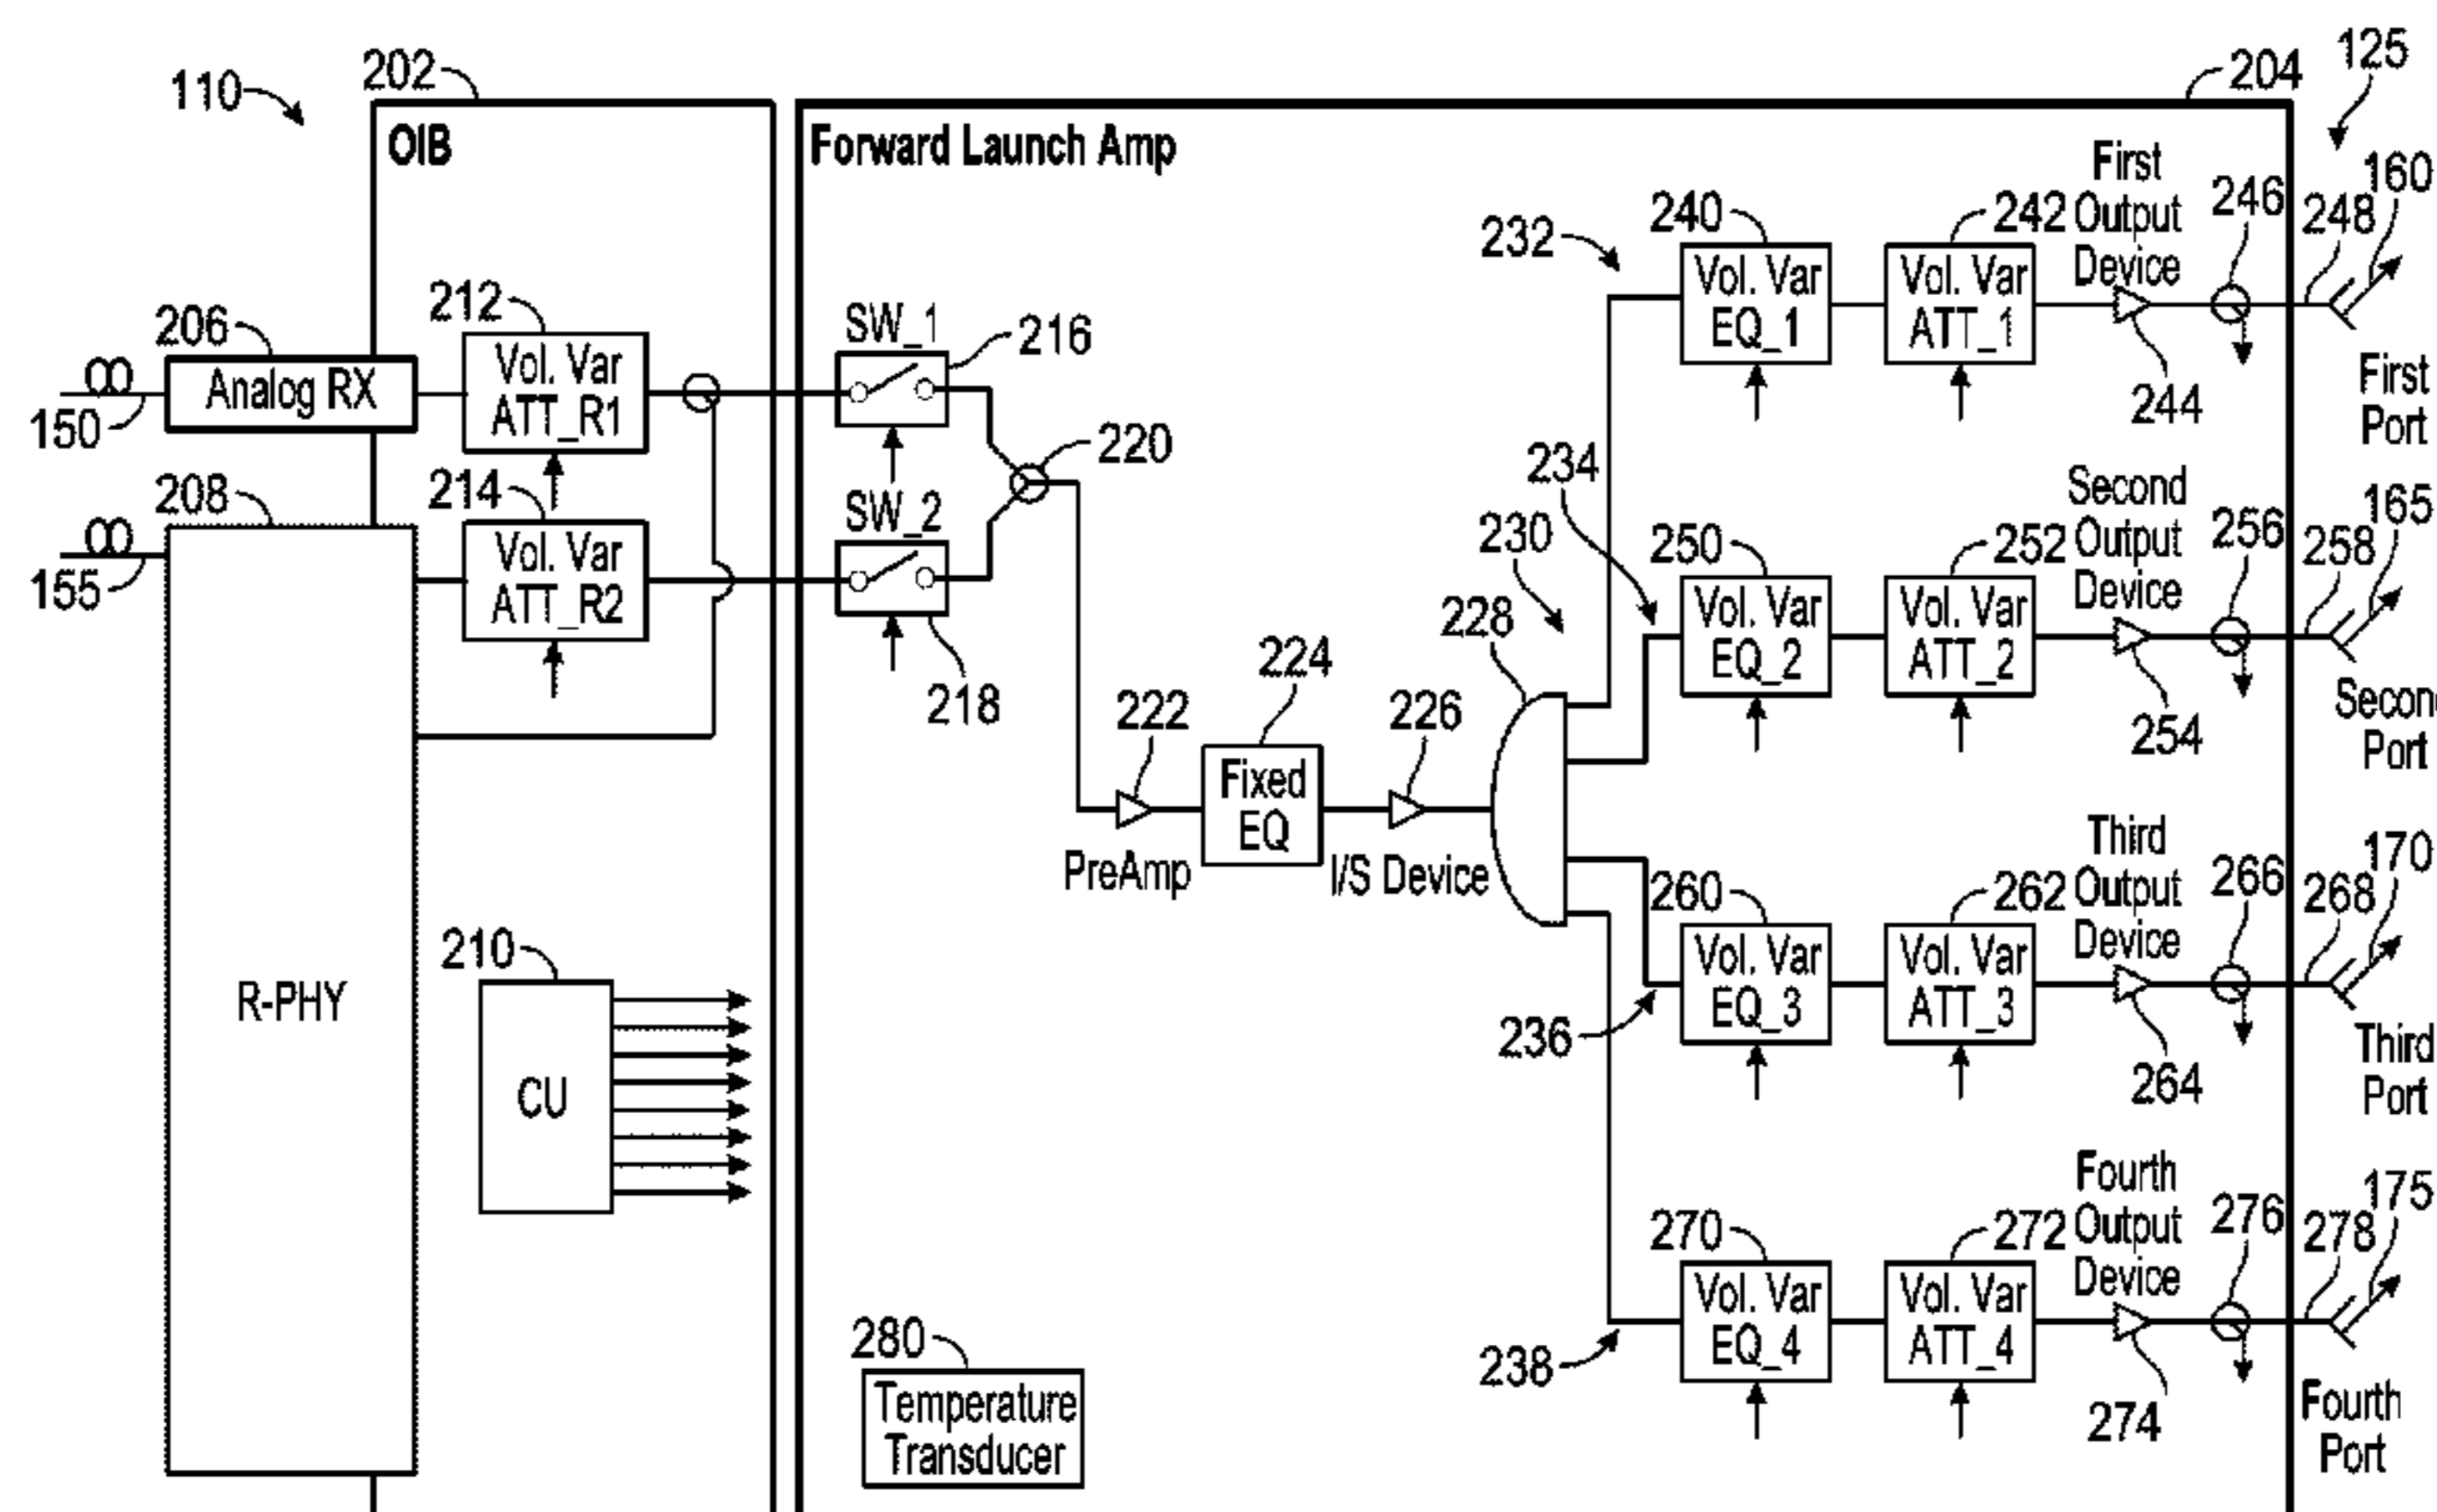 110
202
204
125
OIB
Forward Launch Amp
First
Output
Device
240
242
246
248
160
232
Vol. Var
EQ_1
Vol. Var
ATT_1
244
First
Port
206
212
Analog RX
150
Vol. Var
ATT_R1
SW_1
216
220
208
214
155
Vol. Var
ATT_R2
SW_2
218
234
230
228
Second
Output
Device
250
252
256
258
165
Vol. Var
EQ_2
Vol. Var
ATT_2
254
Port
222
224
226
PreAmp
Fixed
EQ
I/S Device
Third
Output
Device
260
262
266
268
170
Vol. Var
EQ_3
Vol. Var
ATT_3
236
264
Third
Port
R-PHY
210
CU
Fourth
Output
Device
270
272
276
278
175
Vol. Var
EQ_4
Vol. Var
ATT_4
238
274
Fourth
Port
280
Temperature
Transducer